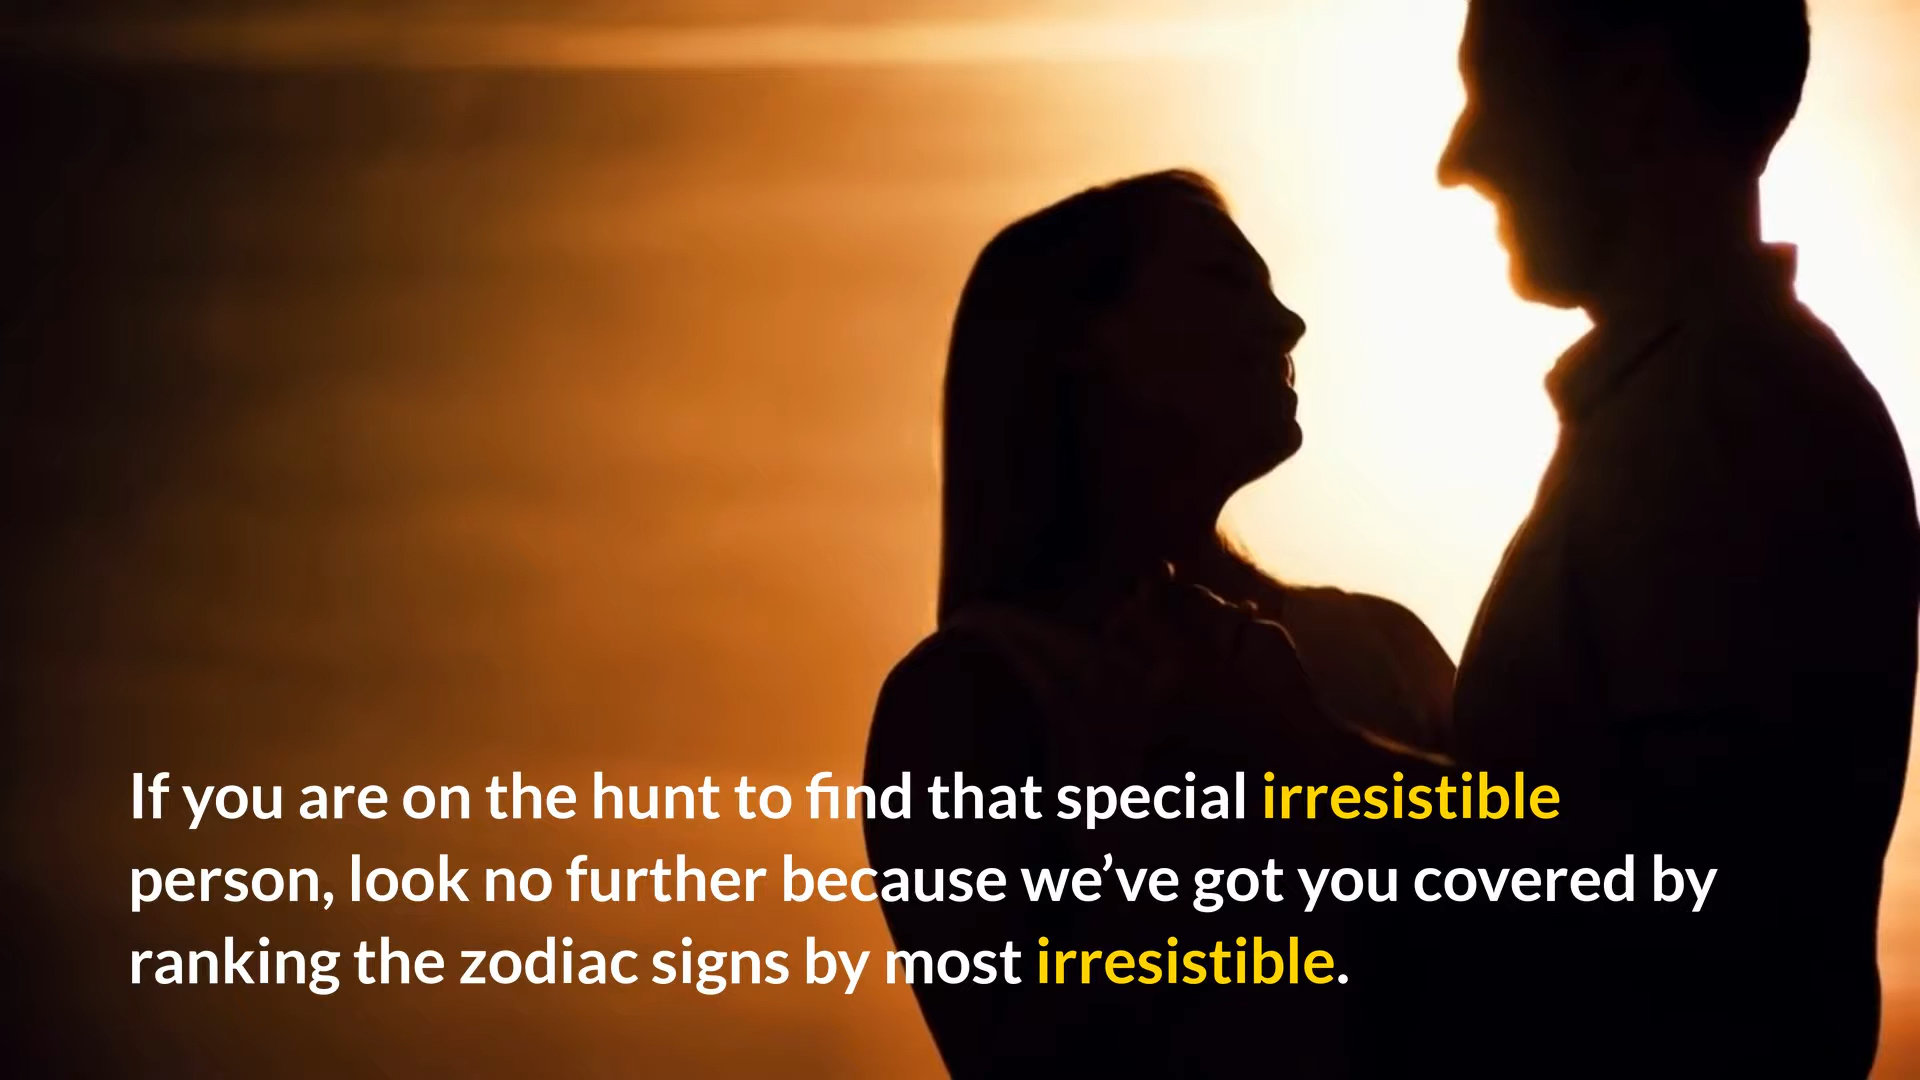 If you are on the hunt to find that special irresistible
person, look no further because we’ve got you covered by
ranking the zodiac signs by most irresistible.